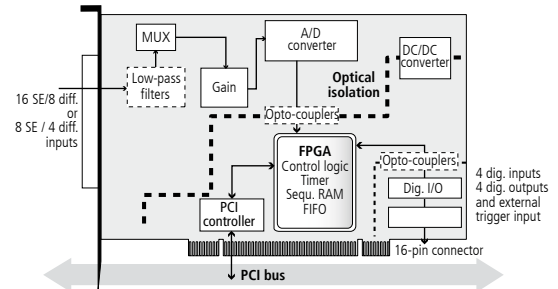 MUX
A/D
converter
DC/DC
converter
Low-pass
filters
Gain
Optical
isolation
16 SE/8 diff.
or
8 SE / 4 diff.
inputs
Opto-couplers
FPGA
Control logic
Timer
Sequ. RAM
FIFO
Opto-couplers
Dig. I/O
4 dig. inputs
4 dig. outputs
and external
trigger input
PCI
controller
16-pin connector
PCI bus